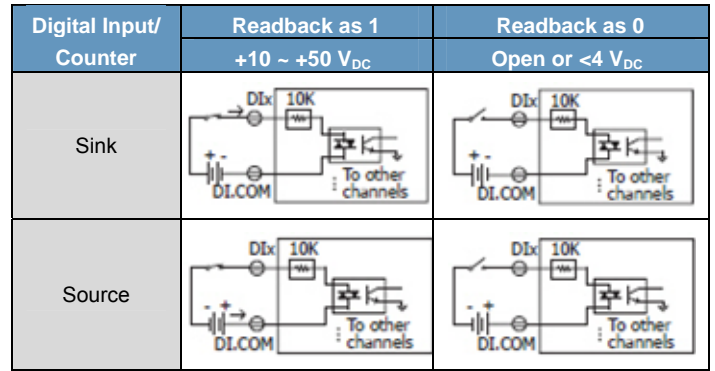 Digital Input/
Counter
Readback as 1
Readback as 0
+10 ~ +50 VDC
Open or <4 VDC
Sink
DIx 10K
+ -
DI.COM
To other
channels
DIx 10K
+ -
DI.COM
To other
channels
Source
DIx 10K
- +
DI.COM
To other
channels
DIx 10K
- +
DI.COM
To other
channels